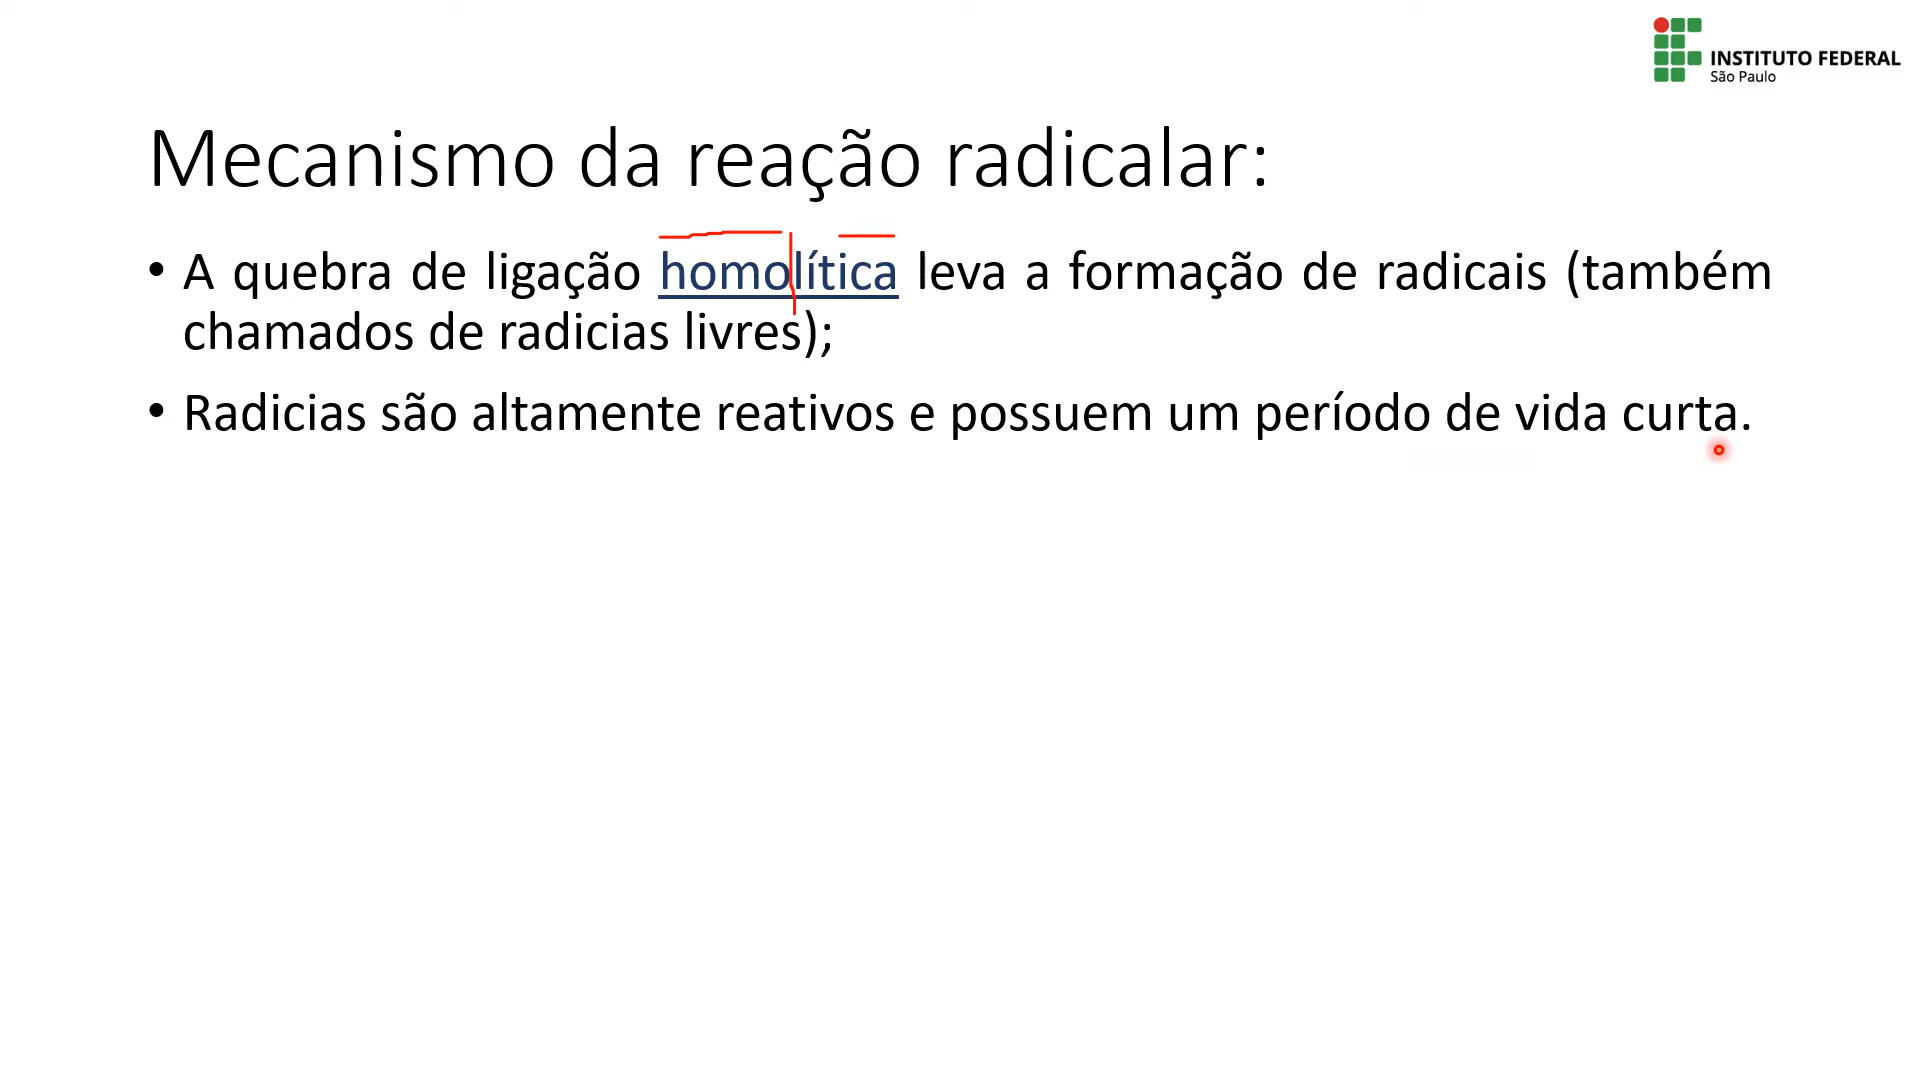 INSTITUTO FEDERAL
São Paulo
Mecanismo da reação radicalar:
• A quebra de ligação homolítica leva a formação de radicais (também
chamados de radicias livres);
• Radicias são altamente reativos e possuem um período de vida curta.